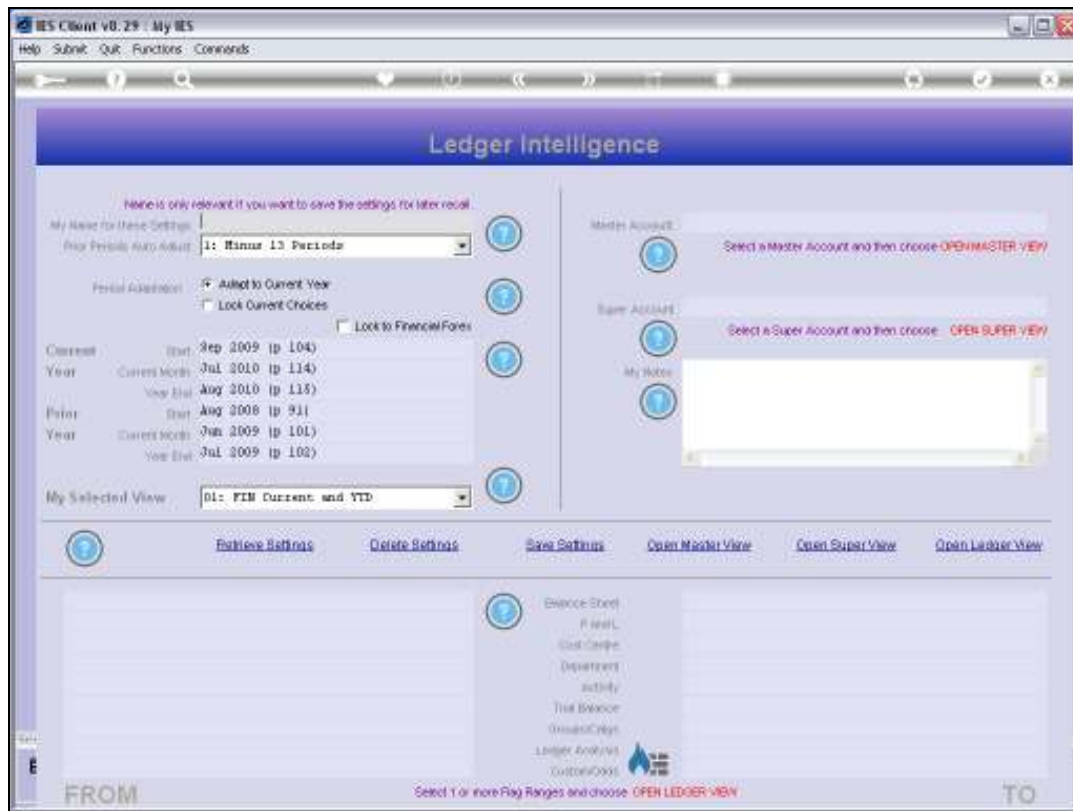 IES Client v8.29 : My IES
Help Submit Quit Functions Commands
Ledger Intelligence
Name is only relevant if you want to save the settings for later recall
My Name for these Settings
Prior Periods Auto Adjust 1: Minus 13 Periods
Period Adaptation Adapt to Current Year
Lock Current Choices
Lock to Financial Forex
Current Start Sep 2009 (p 104)
Year Current Month Jul 2010 (p 114)
Year End Aug 2010 (p 115)
Prior Start Aug 2008 (p 91)
Year Current Month Jun 2009 (p 101)
Year End Jul 2009 (p 102)
My Selected View 01: FIN Current and YTD
Master Account
Select a Master Account and then choose OPEN MASTER VIEW
Super Account
Select a Super Account and then choose OPEN SUPER VIEW
My Notes
Retrieve Settings Delete Settings Save Settings Open Master View Open Super View Open Ledger View
Balance Sheet
P and L
Cost Centre
Department
Activity
Trial Balance
Ledger Analysis
FROM
Select 1 or more Flag Ranges and choose OPEN LEDGER VIEW
TO